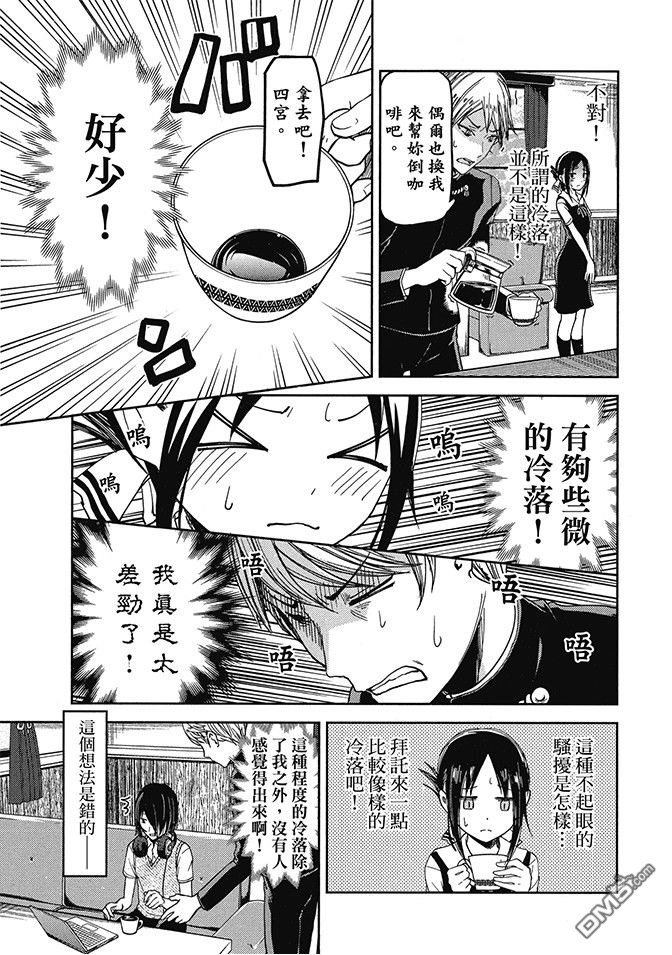 不對！
所謂的冷落
並不是這樣！
偶爾也換我
來幫妳倒咖
啡吧。
拿去吧！
四宮。
好少！
有夠些微
的冷落！
嗚
嗚
嗚
嗚
唔
唔
唔
唔
我真是太
差勁了！
這種不起眼的
騷擾是怎樣…
拜託來一點
比較像樣的
冷落吧！
這種程度的冷落除
了我之外，沒有人
感覺得出來啊！
這個想法是錯的——
DM5.com